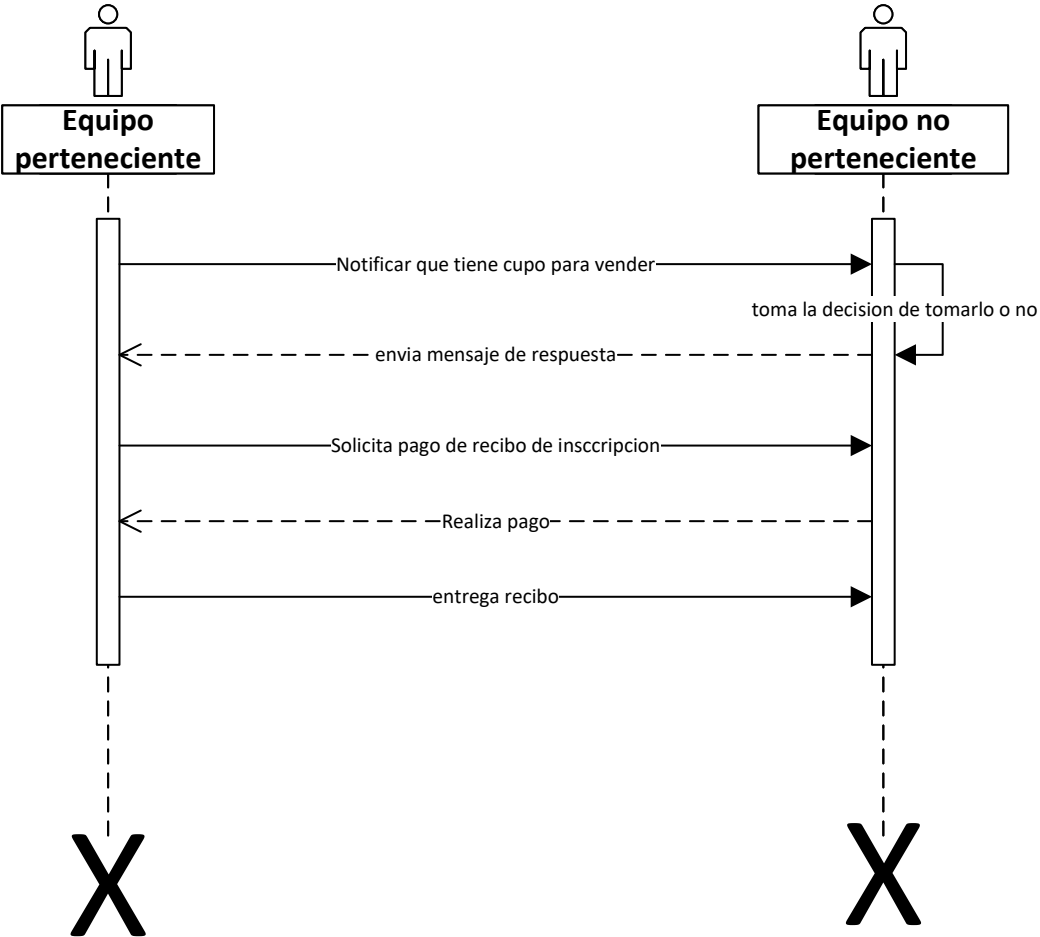 Equipo
perteneciente
Equipo no
perteneciente
Notificar que tiene cupo para vender
toma la decision de tomarlo o no
envia mensaje de respuesta
Solicita pago de recibo de insccripcion
Realiza pago
entrega recibo